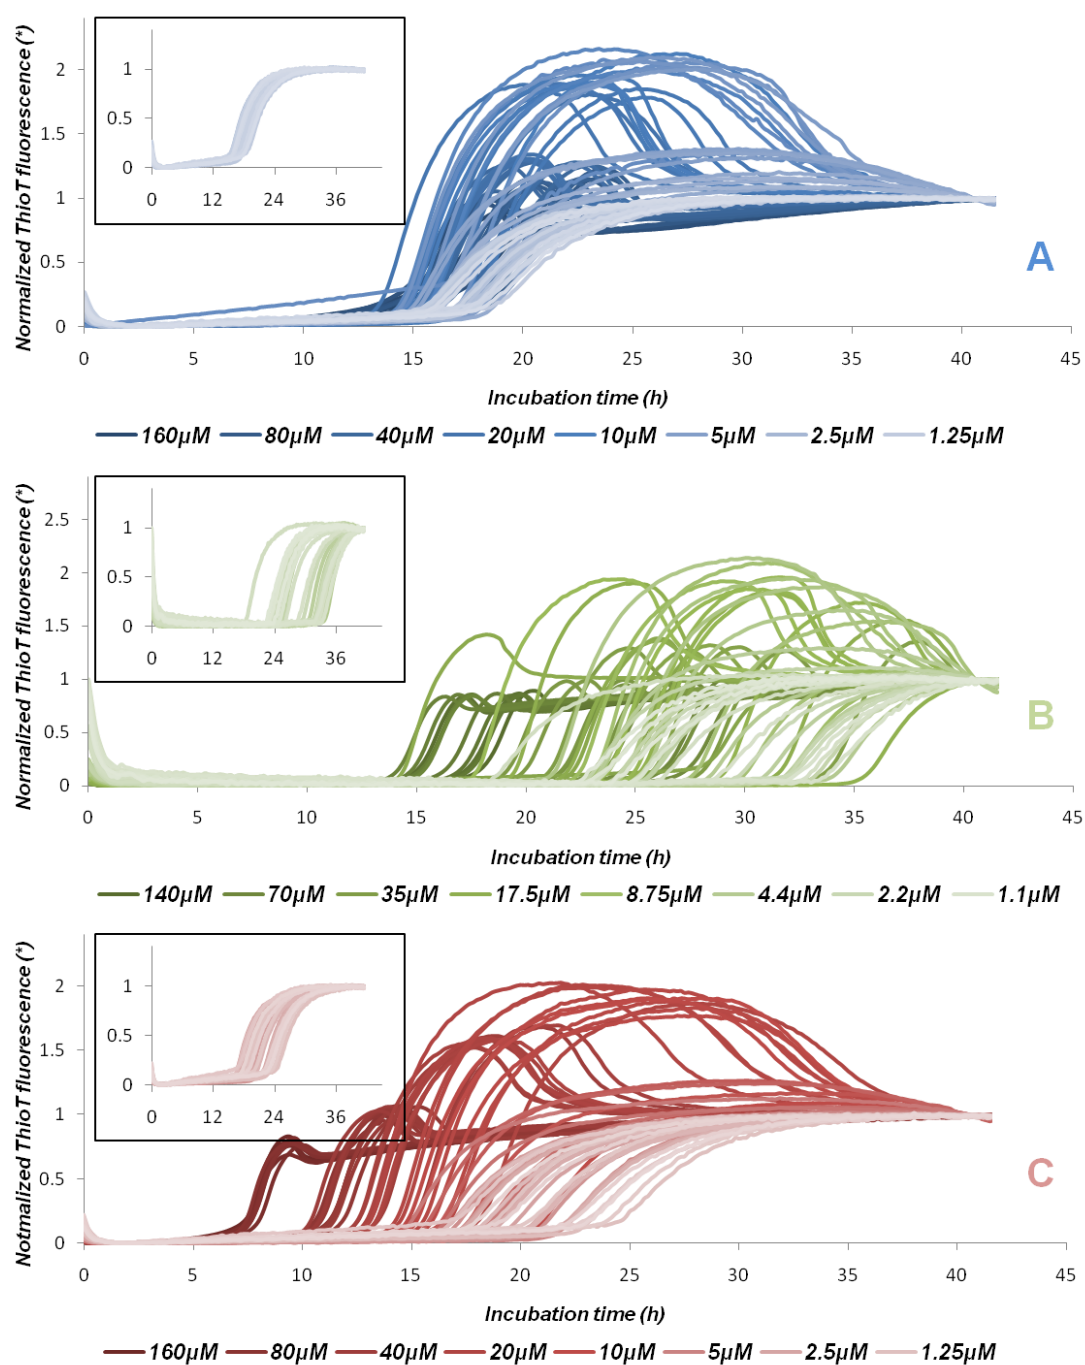 Normalized ThioT fluorescence (*)
2
1.5
1
0.5
0
1
0.5
0
0 12 24 36
A
0 5 10 15 20 25 30 35 40 45
Incubation time (h)
160µM 80µM 40µM 20µM 10µM 5µM 2.5µM 1.25µM
Normalized ThioT fluorescence (*)
2.5
2
1.5
1
0.5
0
1
0.5
0
0 12 24 36
B
0 5 10 15 20 25 30 35 40 45
Incubation time (h)
140µM 70µM 35µM 17.5µM 8.75µM 4.4µM 2.2µM 1.1µM
Notmalized ThioT fluorescence (*)
2
1.5
1
0.5
0
1
0.5
0
0 12 24 36
C
0 5 10 15 20 25 30 35 40 45
Incubation time (h)
160µM 80µM 40µM 20µM 10µM 5µM 2.5µM 1.25µM